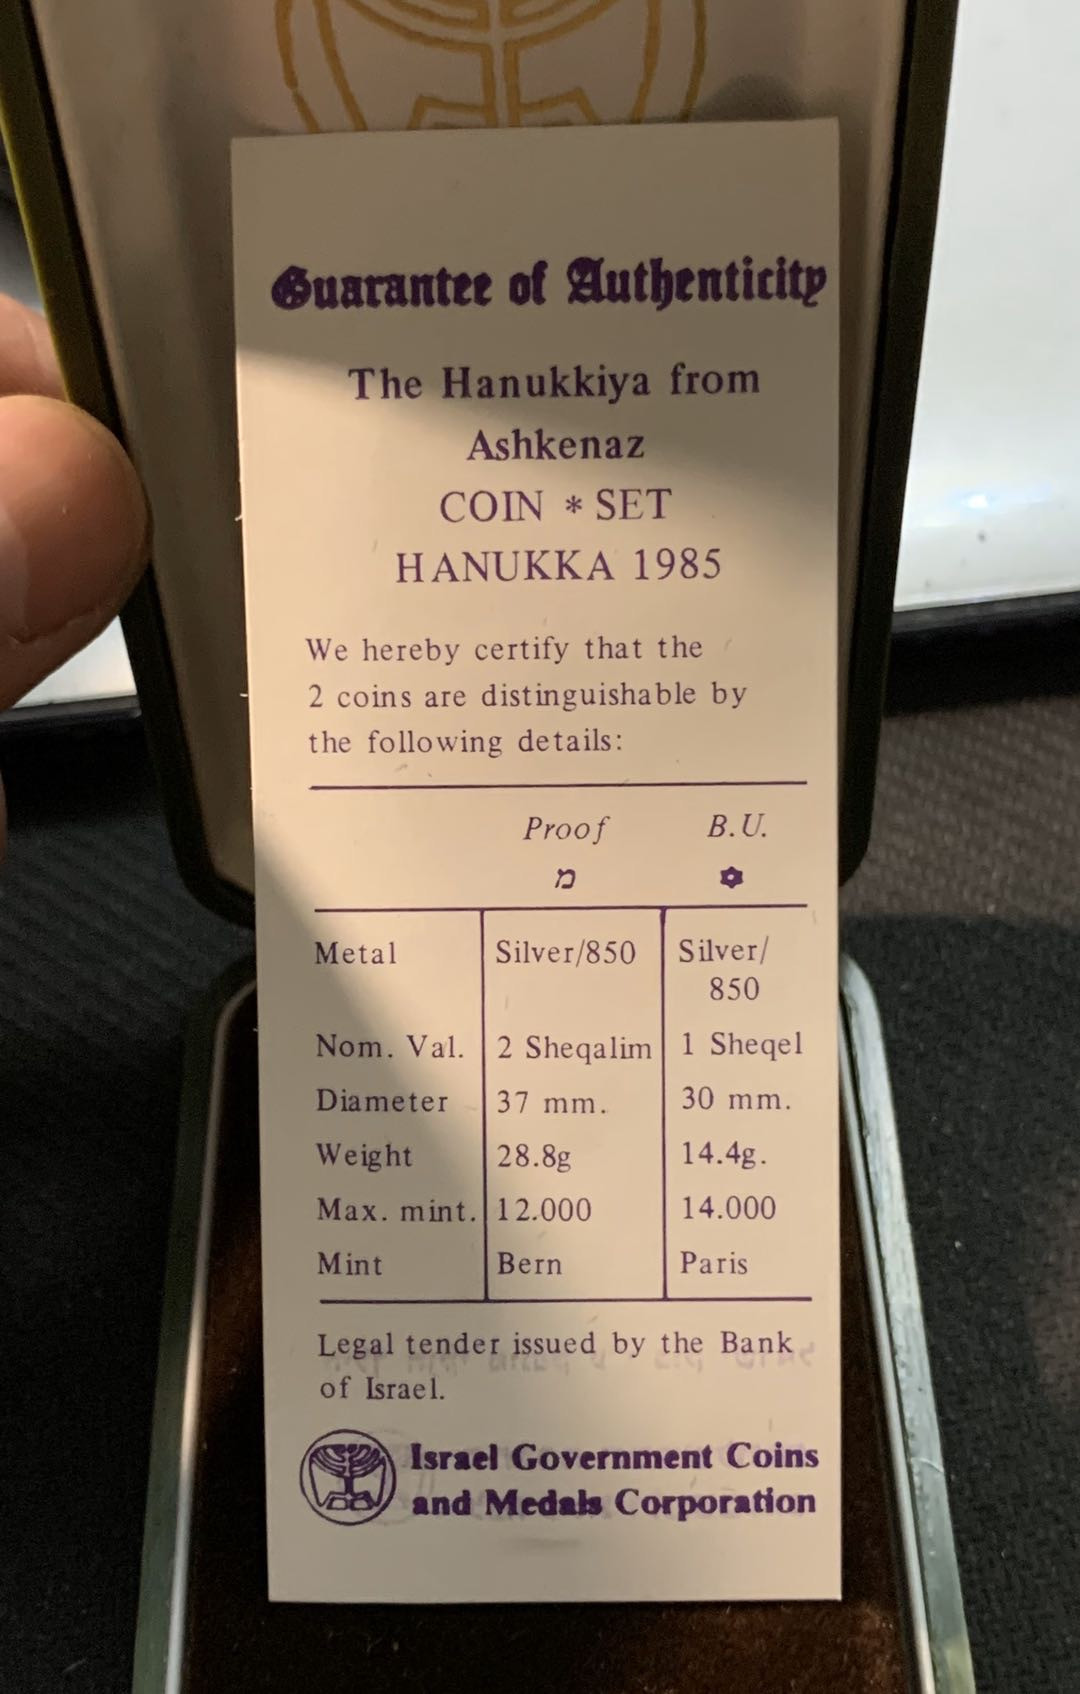 Guarantee of Authenticity
The Hanukkiya from
Ashkenaz
COIN * SET
HANUKKA 1985
We hereby certify that the
2 coins are distinguishable by
the following details:
Proof B.U.
מ ✡
Metal Silver/850 Silver/
850
Nom. Val. 2 Sheqalim 1 Sheqel
Diameter 37 mm. 30 mm.
Weight 28.8g 14.4g.
Max. mint. 12.000 14.000
Mint Bern Paris
Legal tender issued by the Bank
of Israel.
Israel Government Coins
and Medals Corporation